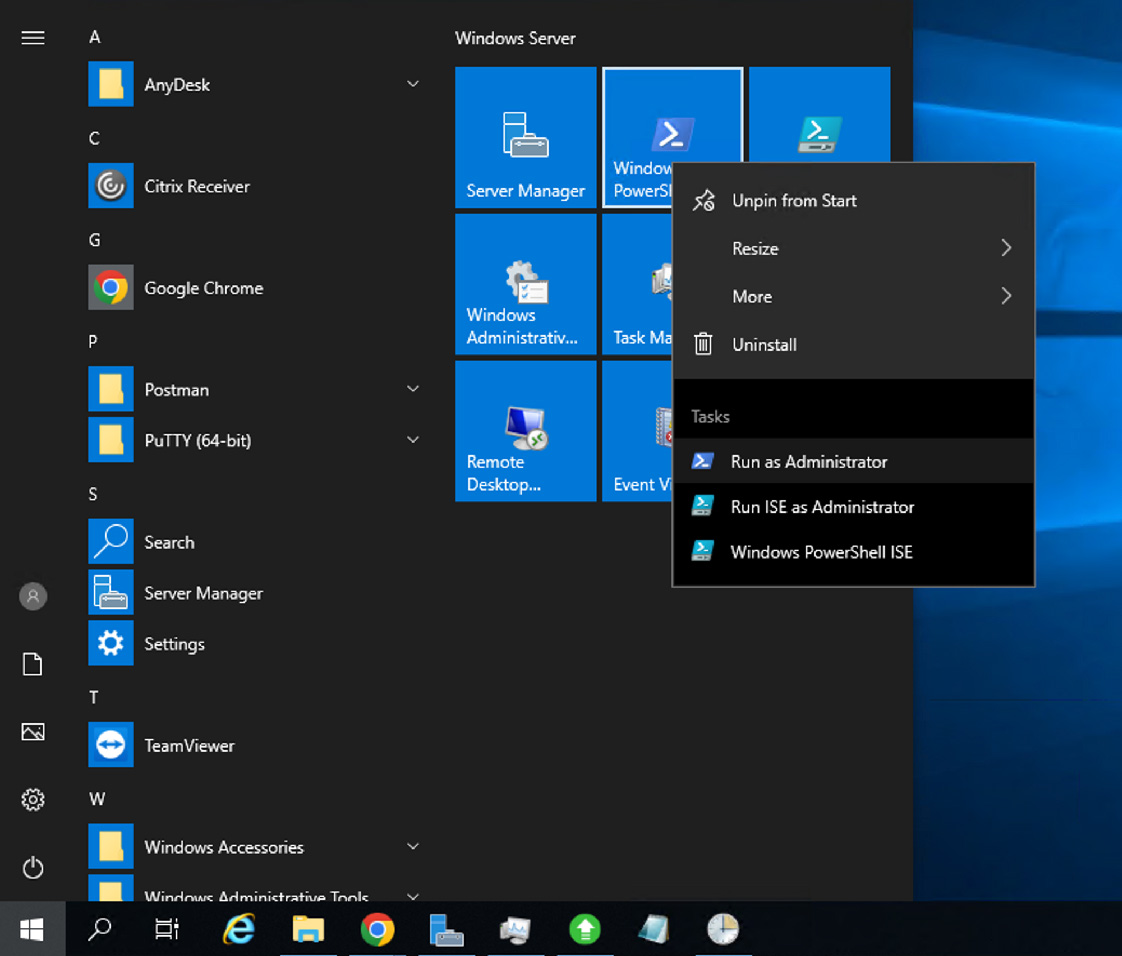 A
AnyDesk
C
Citrix Receiver
G
Google Chrome
P
Postman
PuTTY (64-bit)
S
Search
Server Manager
Settings
T
TeamViewer
W
Windows Accessories
Windows Administrative Tools
Windows Server
Server Manager
Windows
Administrativ...
Task Ma
Remote
Desktop...
Event Vi
Unpin from Start
Resize
More
Uninstall
Tasks
Run as Administrator
Run ISE as Administrator
Windows PowerShell ISE